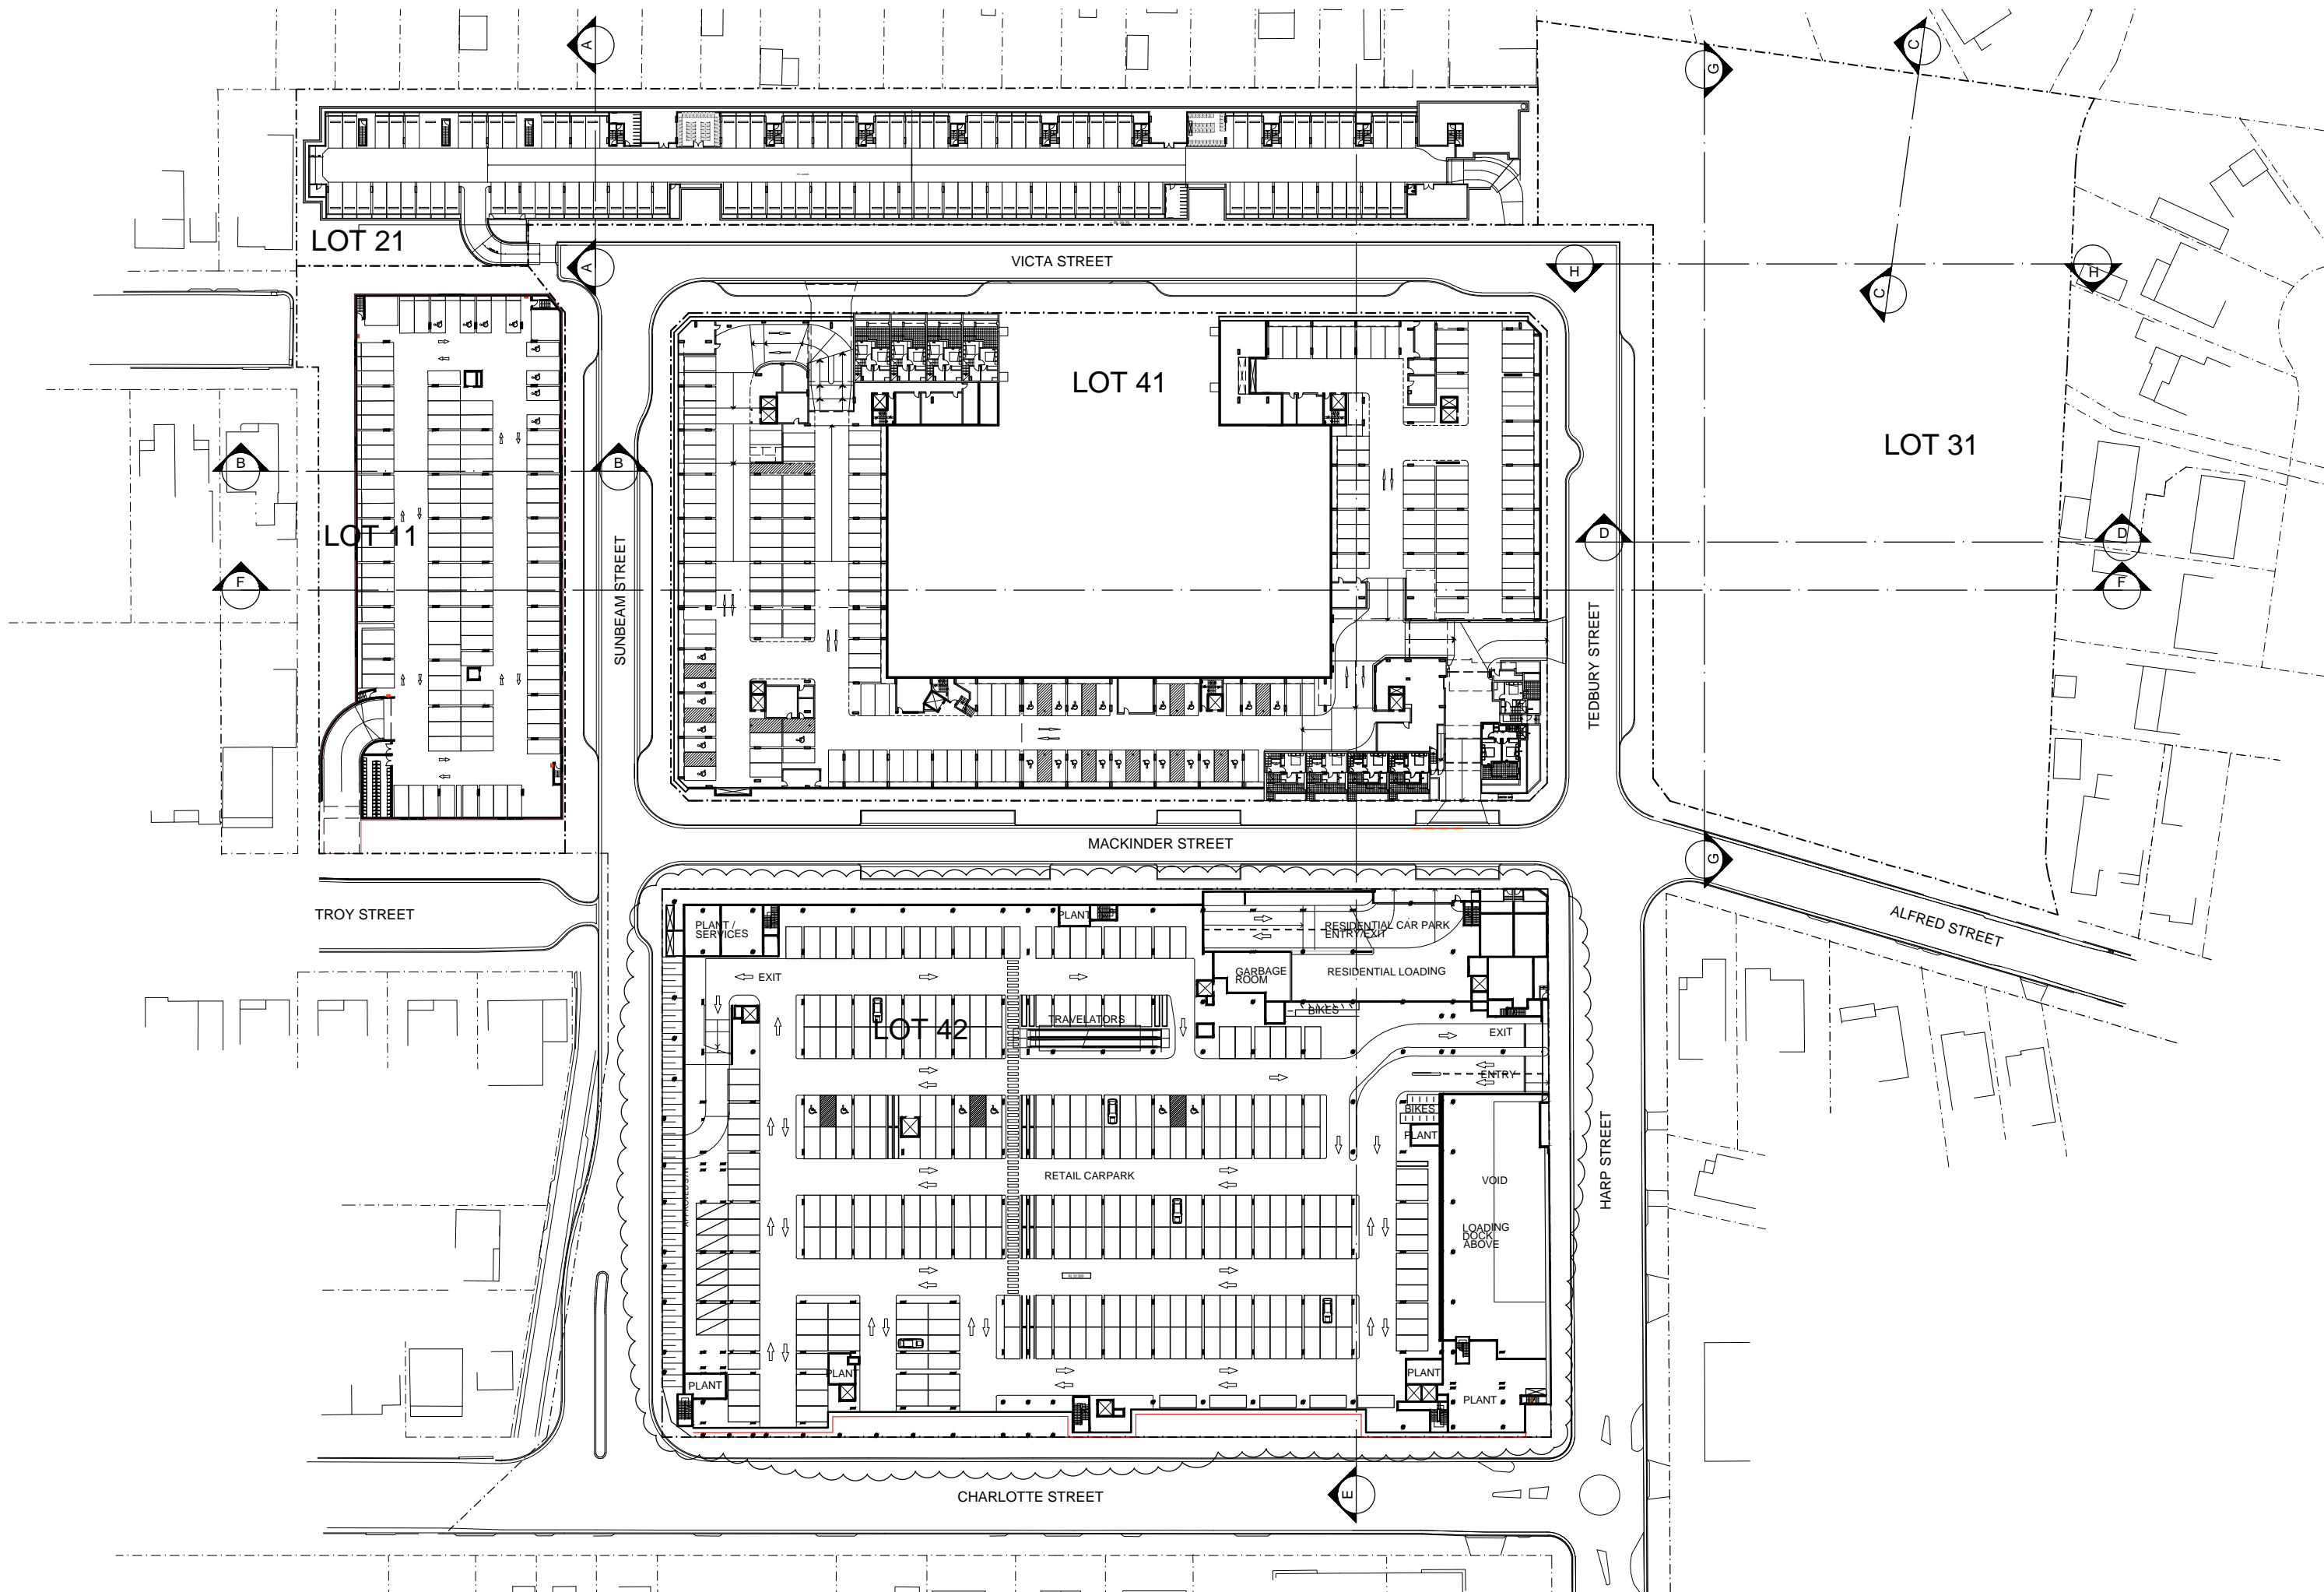 A
G
C
LOT 21
A
VICTA STREET
H
H
C
LOT 41
LOT 31
B
B
LOT 11
D
D
SUNBEAM STREET
F
F
TEDBURY STREET
MACKINDER STREET
G
TROY STREET
ALFRED STREET
PLANT /
SERVICES
PLANT
RESIDENTIAL CAR PARK
ENTRY/EXIT
EXIT
GARBAGE
ROOM
RESIDENTIAL LOADING
BIKES
LOT 42
TRAVELATORS
EXIT
ENTRY
BIKES
PLANT
HARP STREET
RETAIL CARPARK
VOID
LOADING
DOCK
ABOVE
PLANT
PLANT
PLANT
PLANT
E
CHARLOTTE STREET